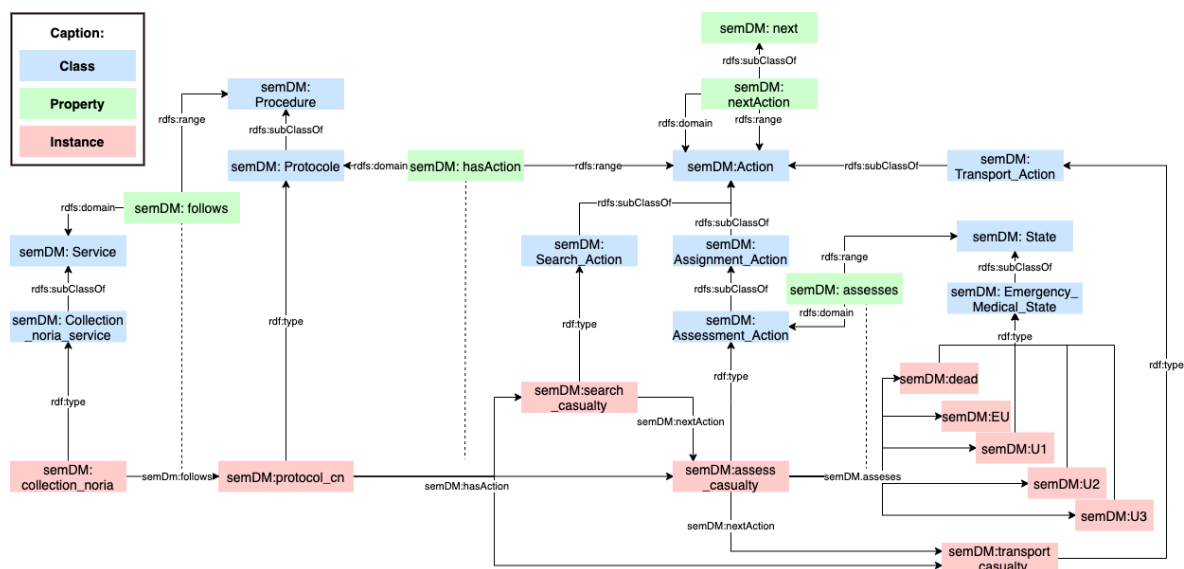 Caption:
Class
Property
Instance
semDM: next
rdfs:subClassOf
semDM:
nextAction
semDM:
Procedure
rdfs:range
rdfs:domain
rdfs:range
rdfs:subClassOf
semDM: Protocole
rdfs:domain
semDM: hasAction
rdfs:range
semDM:Action
rdfs:subClassOf
semDM:
Transport_Action
rdfs:domain
semDM: follows
rdfs:subClassOf
rdfs:subClassOf
semDM: Service
semDM:
Search_Action
semDM:
Assignment_Action
semDM: State
rdfs:range
rdfs:subClassOf
rdfs:subClassOf
rdfs:subClassOf
semDM: assesses
semDM: Emergency_
Medical_State
rdfs:domain
semDM: Collection
_noria_service
rdf:type
rdf:type
semDM:
Assessment_Action
rdf:type
rdf:type
rdf:type
semDM:dead
semDM:search
_casualty
rdf:type
semDM:EU
semDM:nextAction
semDM:U1
semDM:
collection_noria
semDm:follows
semDM:protocol_cn
semDM:hasAction
semDM:assess
_casualty
semDM.asseses
semDM:U2
semDM:U3
semDM:nextAction
semDM:transport
_casualty